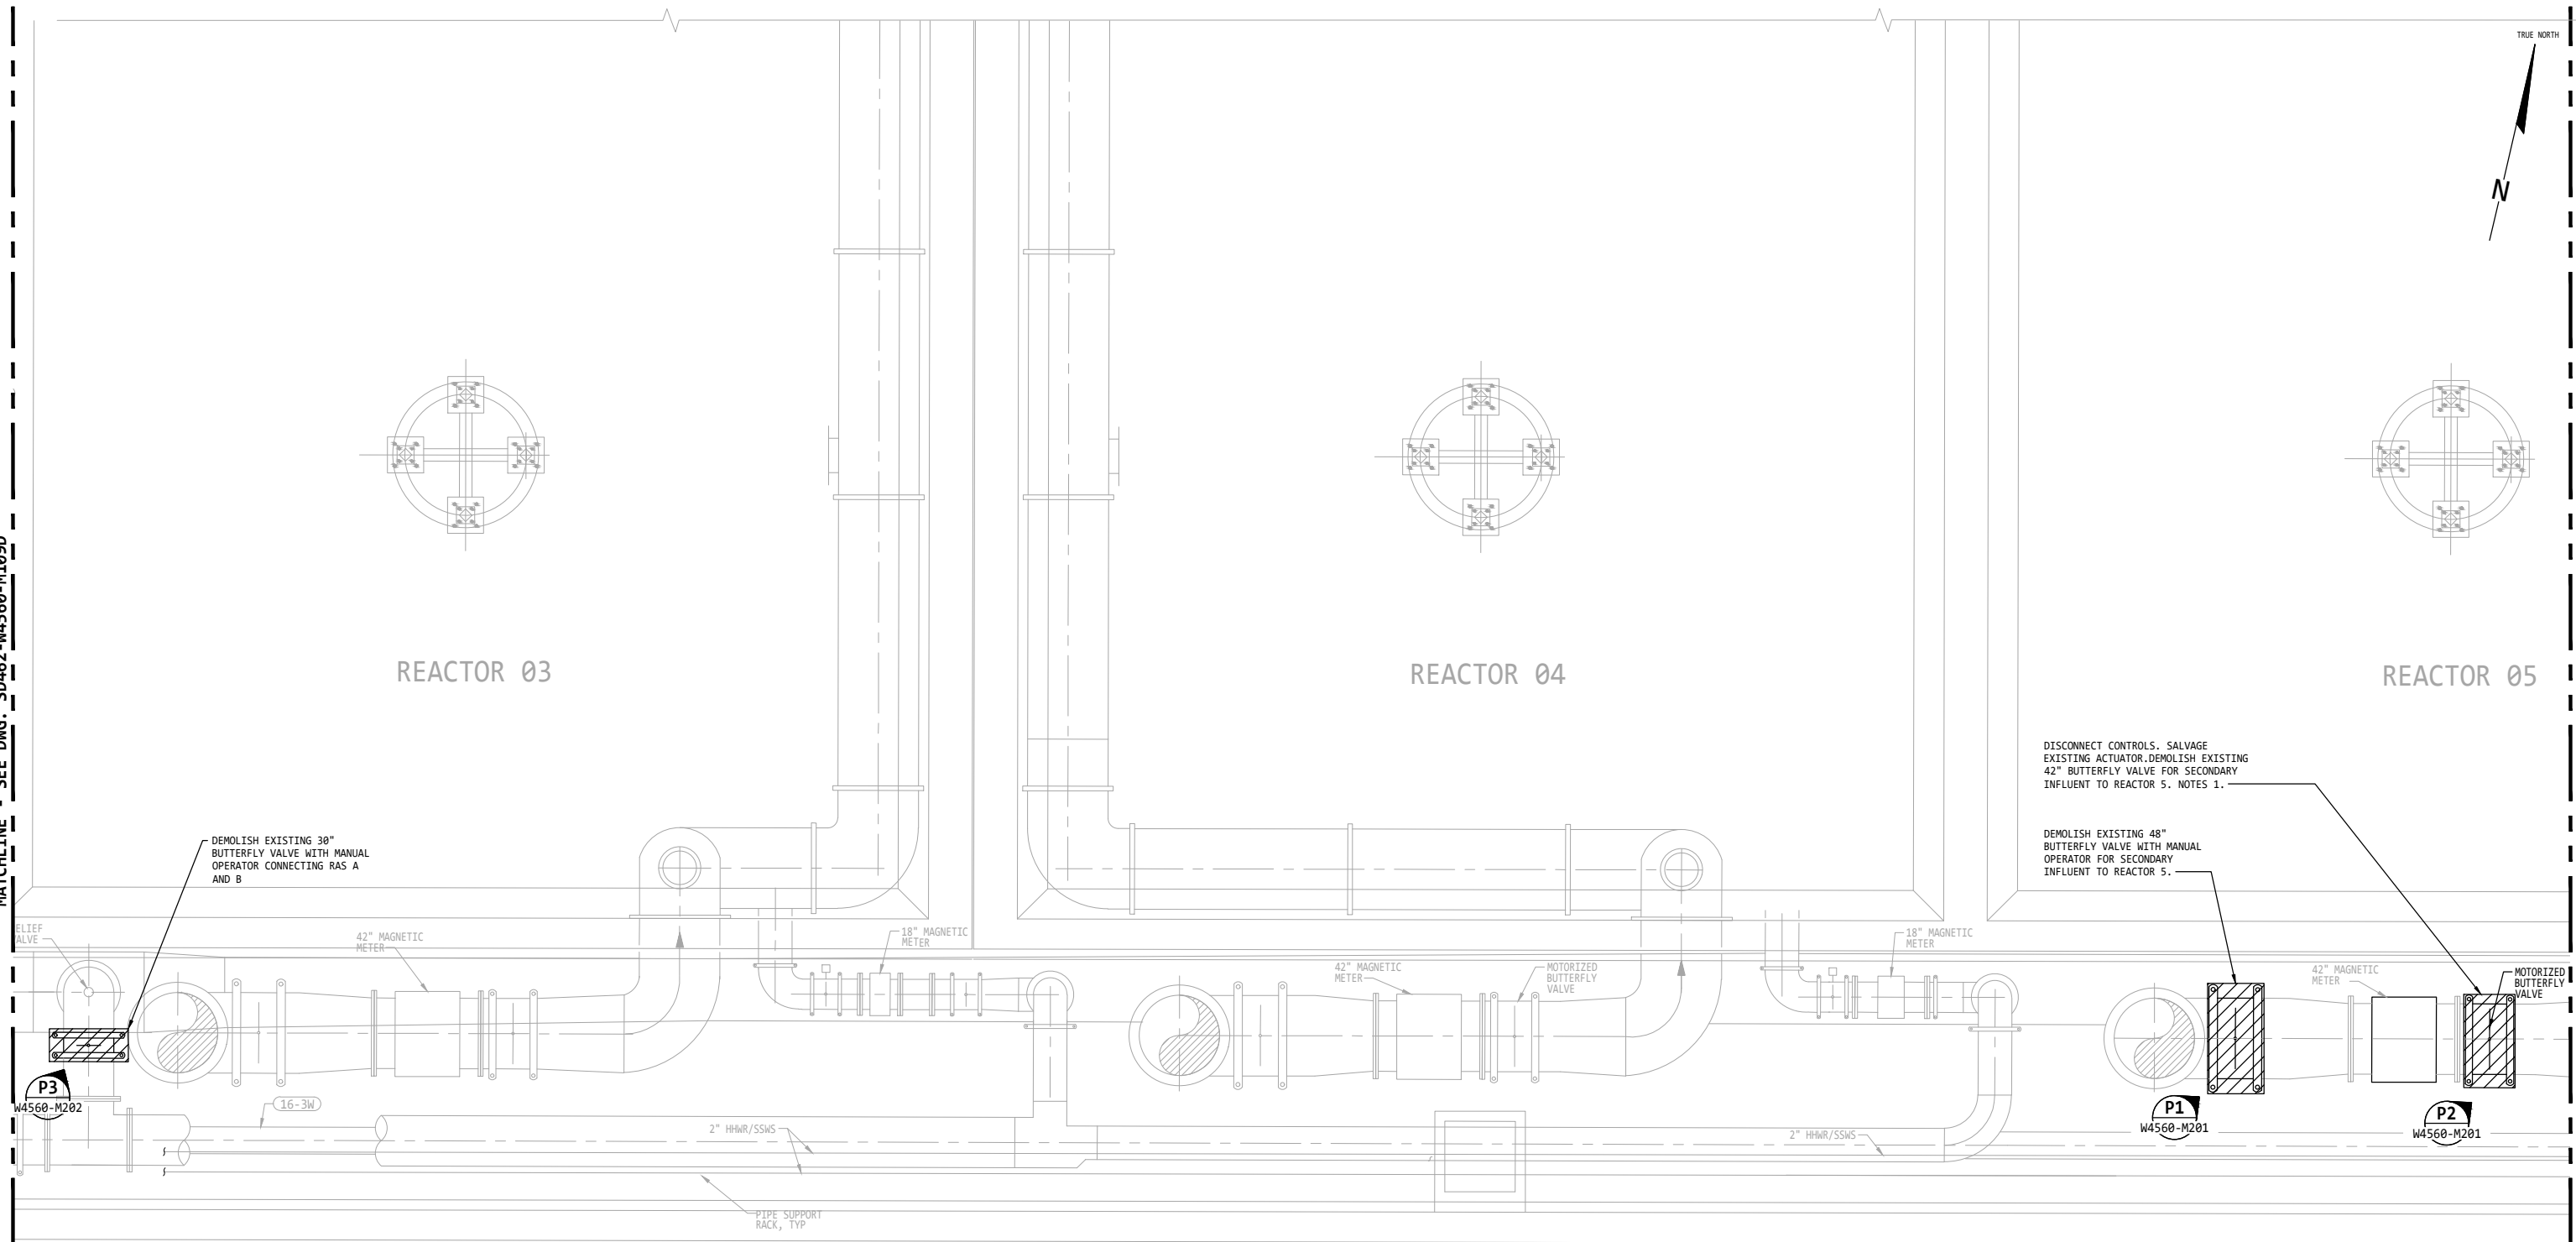 TRUE NORTH
N
REACTOR 03
REACTOR 04
REACTOR 05
DISCONNECT CONTROLS. SALVAGE
EXISTING ACTUATOR.DEMOLISH EXISTING
42" BUTTERFLY VALVE FOR SECONDARY
INFLUENT TO REACTOR 5. NOTES 1.
DEMOLISH EXISTING 48"
BUTTERFLY VALVE WITH MANUAL
OPERATOR FOR SECONDARY
INFLUENT TO REACTOR 5.
DEMOLISH EXISTING 30"
BUTTERFLY VALVE WITH MANUAL
OPERATOR CONNECTING RAS A
AND B
ELIEF
ALVE
42" MAGNETIC
METER
18" MAGNETIC
METER
42" MAGNETIC
METER
MOTORIZED
BUTTERFLY
VALVE
18" MAGNETIC
METER
42" MAGNETIC
METER
MOTORIZED
BUTTERFLY
VALVE
P3
W4560-M202
16-3W
2" HHWR/SSWS
2" HHWR/SSWS
P1
W4560-M201
P2
W4560-M201
PIPE SUPPORT
RACK, TYP
SEE DWG.